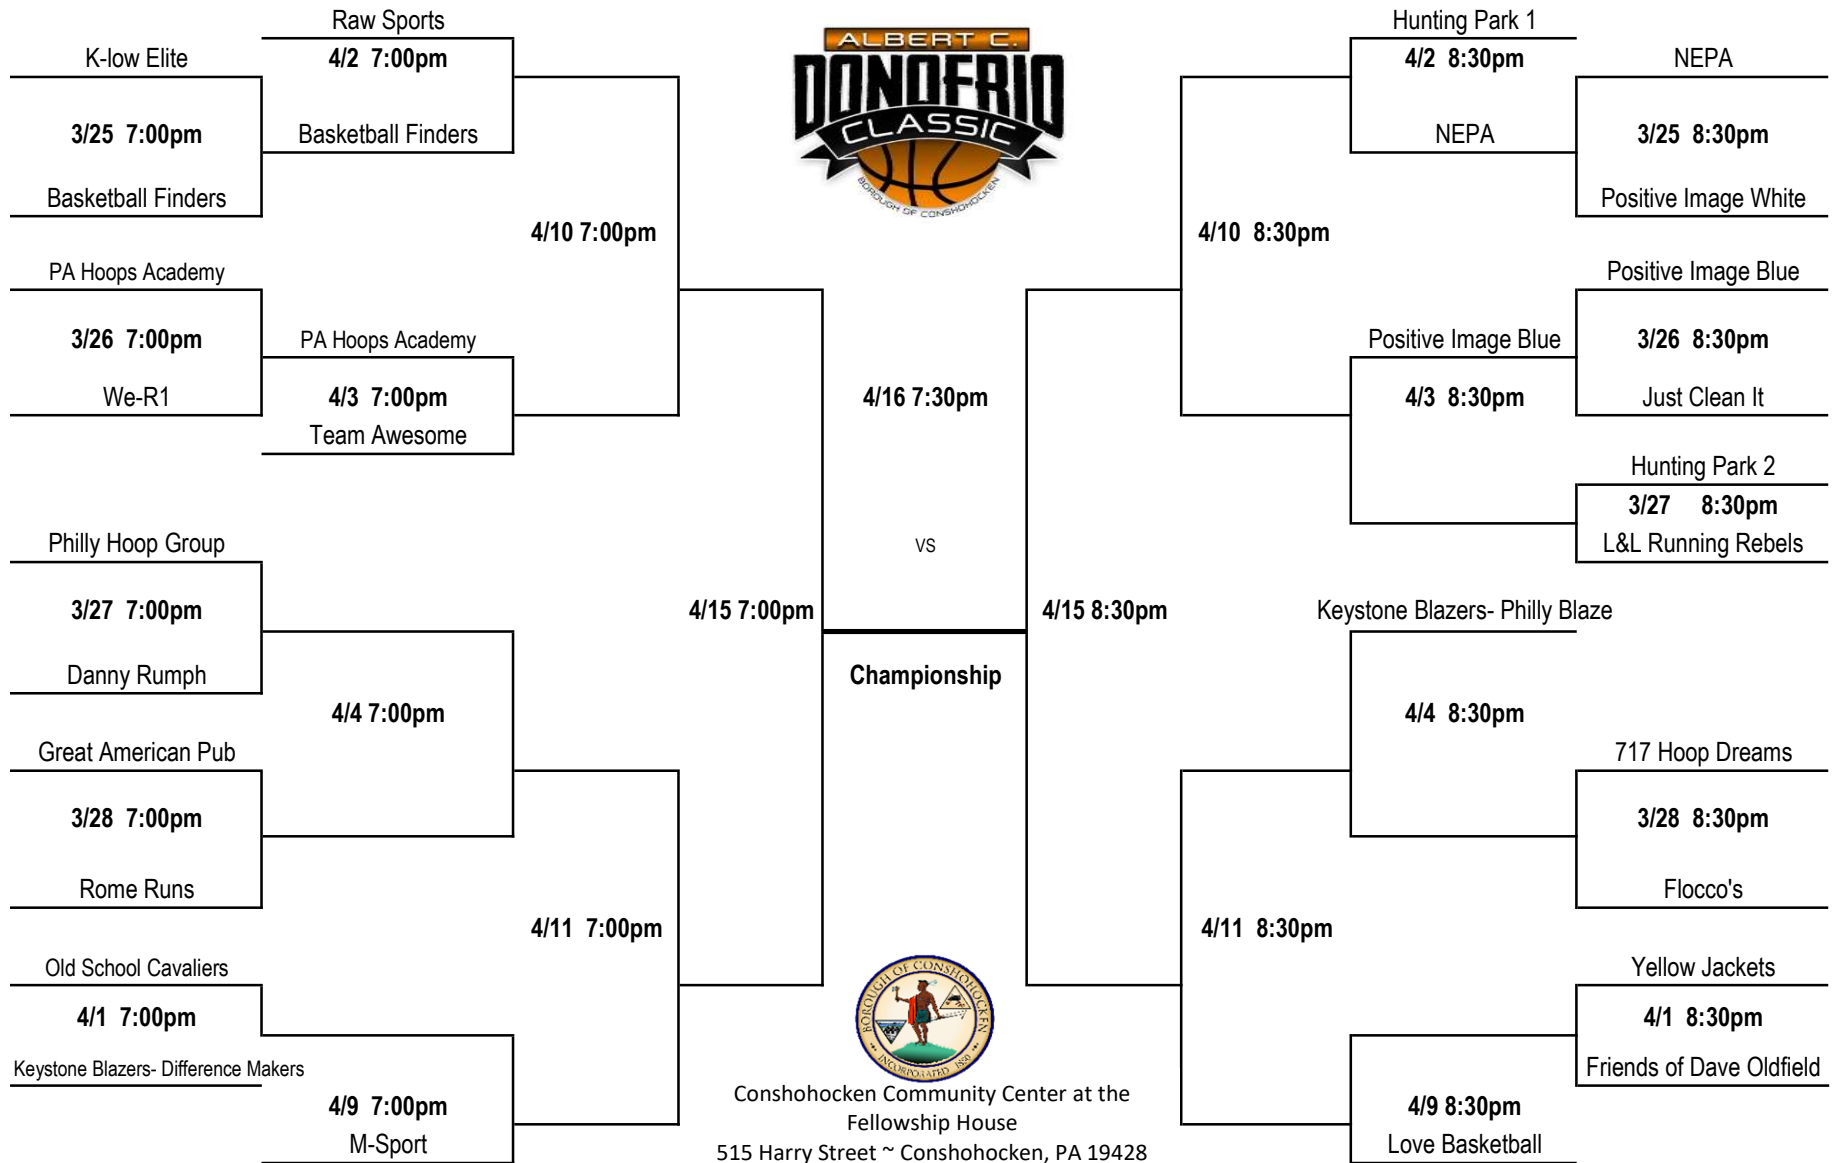 Raw Sports
Hunting Park 1
ALBERT C.
DONOFRIO
CLASSIC
BOROUGH OF CONSHOHOCKEN
K-low Elite
4/2 7:00pm
4/2 8:30pm
NEPA
3/25 7:00pm
Basketball Finders
NEPA
3/25 8:30pm
Basketball Finders
Positive Image White
4/10 7:00pm
4/10 8:30pm
PA Hoops Academy
Positive Image Blue
3/26 7:00pm
PA Hoops Academy
Positive Image Blue
3/26 8:30pm
We-R1
4/3 7:00pm
4/16 7:30pm
4/3 8:30pm
Just Clean It
Team Awesome
Hunting Park 2
3/27 8:30pm
Philly Hoop Group
VS
L&L Running Rebels
3/27 7:00pm
4/15 7:00pm
4/15 8:30pm
Keystone Blazers- Philly Blaze
Danny Rumph
Championship
4/4 7:00pm
4/4 8:30pm
Great American Pub
717 Hoop Dreams
3/28 7:00pm
3/28 8:30pm
Rome Runs
Flocco's
4/11 7:00pm
4/11 8:30pm
Old School Cavaliers
Yellow Jackets
4/1 7:00pm
4/1 8:30pm
BOROUGH OF CONSHOHOCKEN
INCORPORATED 1850
Keystone Blazers- Difference Makers
Friends of Dave Oldfield
4/9 7:00pm
4/9 8:30pm
M-Sport
Love Basketball
Conshohocken Community Center at the
Fellowship House
515 Harry Street ~ Conshohocken, PA 19428